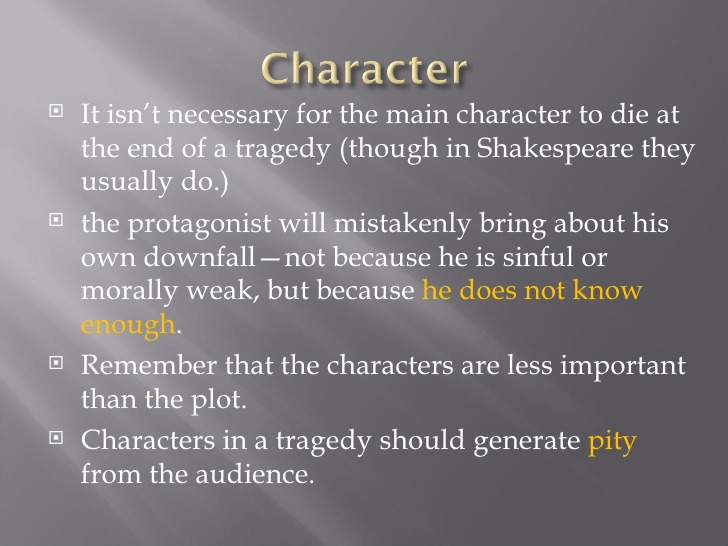 Character
It isn’t necessary for the main character to die at
the end of a tragedy (though in Shakespeare they
usually do.)
the protagonist will mistakenly bring about his
own downfall—not because he is sinful or
morally weak, but because he does not know
enough.
Remember that the characters are less important
than the plot.
Characters in a tragedy should generate pity
from the audience.